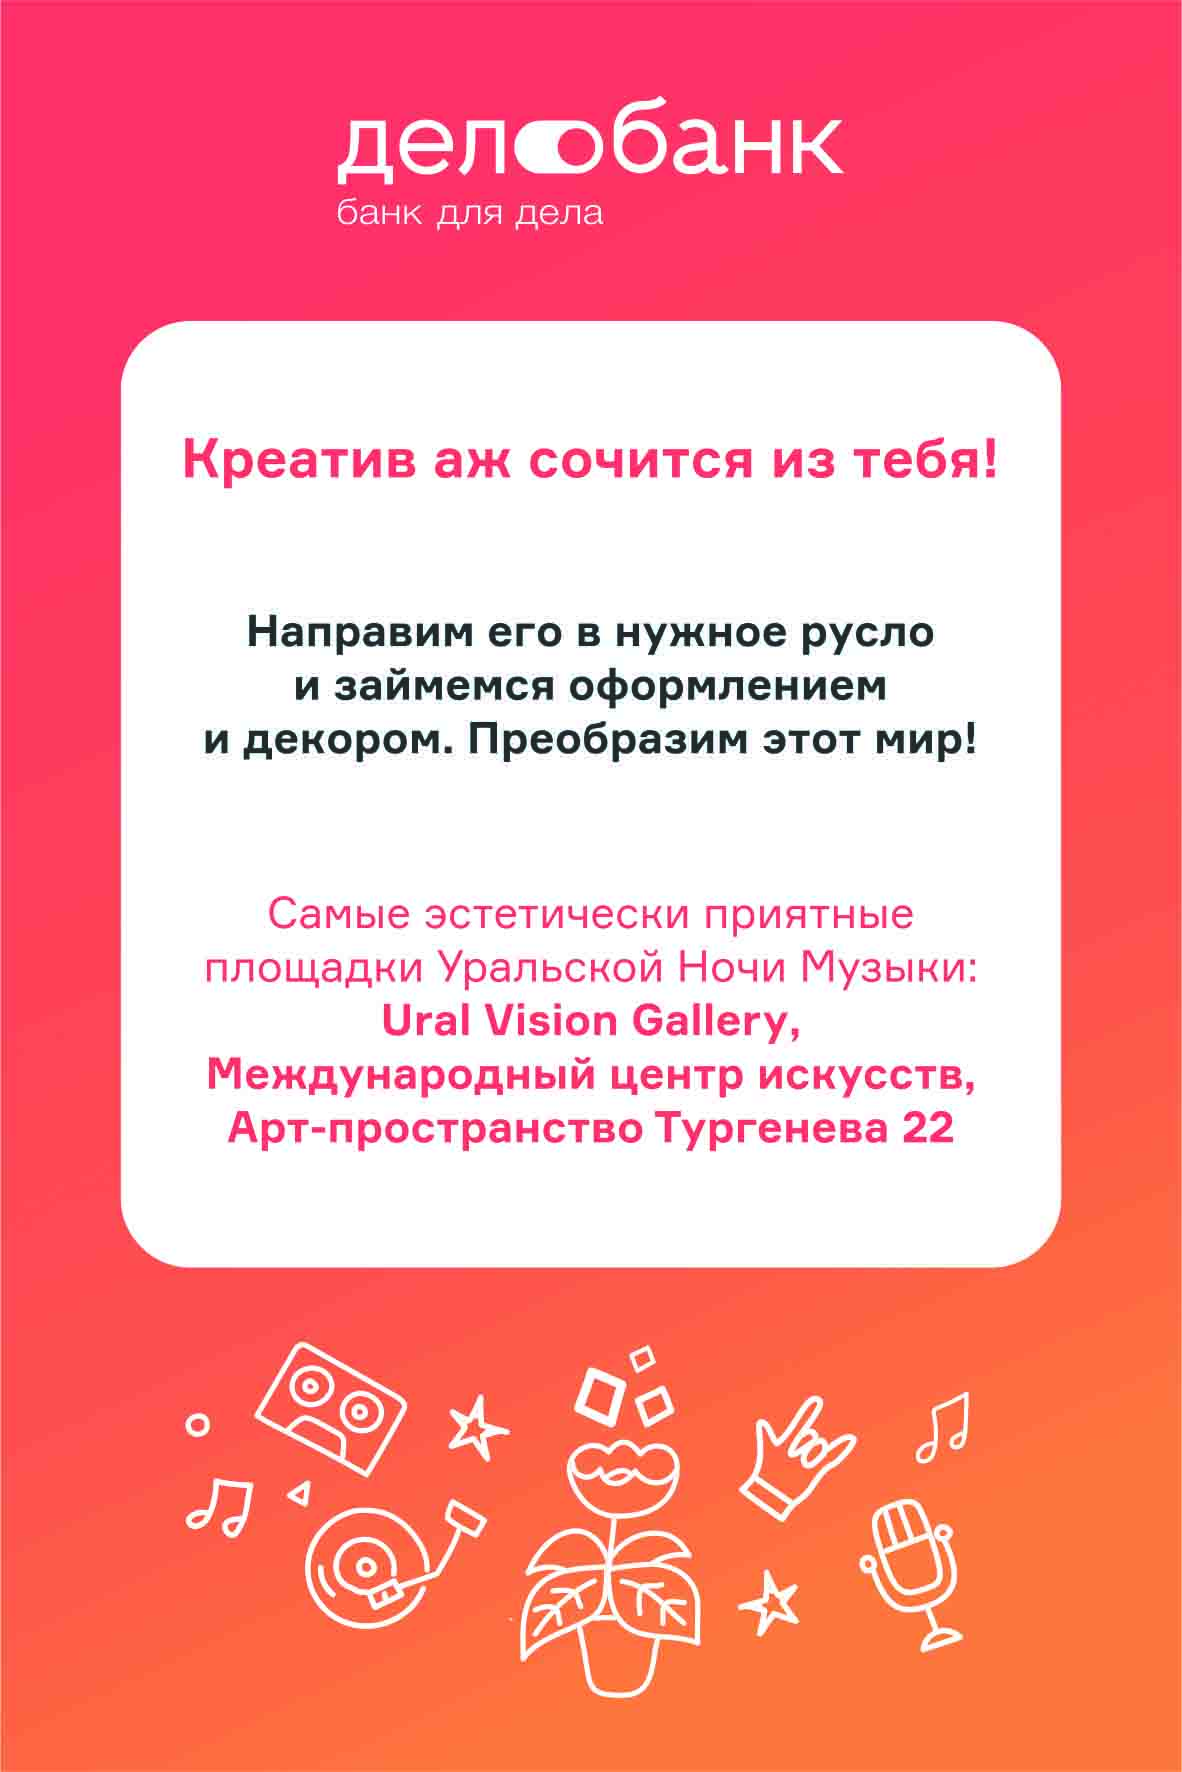 делобанк
банк для дела
Креатив аж сочится из тебя!
Направим его в нужное русло
и займемся оформлением
и декором. Преобразим этот мир!
Самые эстетически приятные
площадки Уральской Ночи Музыки:
Ural Vision Gallery,
Международный центр искусств,
Арт-пространство Тургенева 22